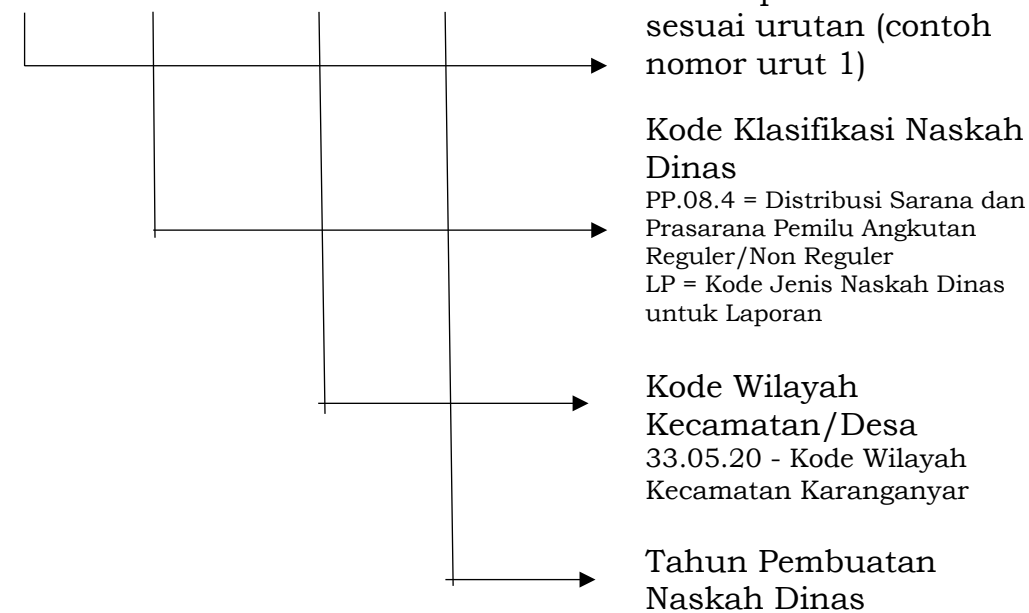 sesuai urutan (contoh
nomor urut 1)
Kode Klasifikasi Naskah
Dinas
PP.08.4 = Distribusi Sarana dan
Prasarana Pemilu Angkutan
Reguler/Non Reguler
LP = Kode Jenis Naskah Dinas
untuk Laporan
Kode Wilayah
Kecamatan/Desa
33.05.20 - Kode Wilayah
Kecamatan Karanganyar
Tahun Pembuatan
Naskah Dinas